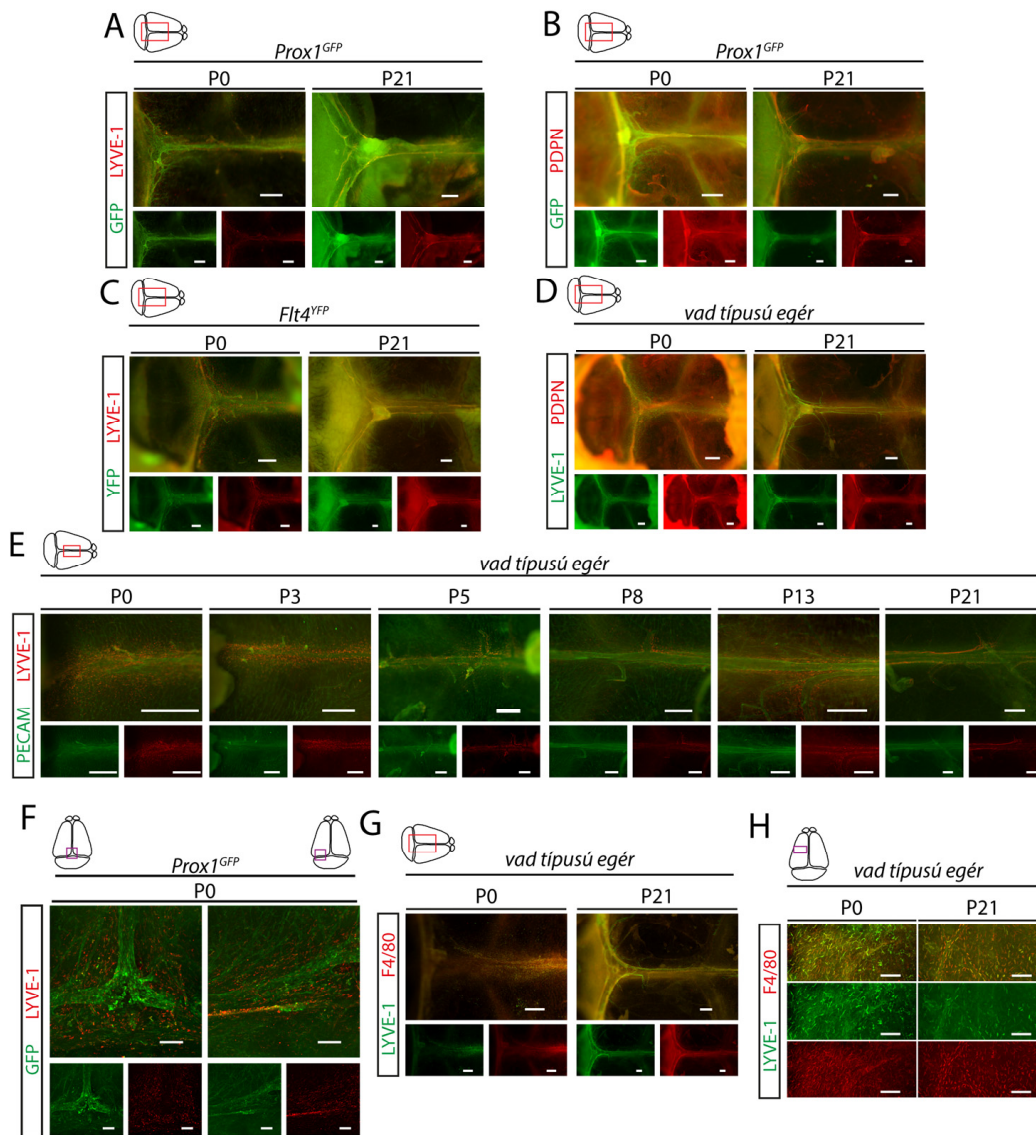 A
Prox1GFP
P0 P21
GFP LYVE-1
B
Prox1GFP
P0 P21
GFP PDPN
C
Flt4YFP
P0 P21
YFP LYVE-1
D
vad típusú egér
P0 P21
LYVE-1 PDPN
E
vad típusú egér
P0 P3 P5 P8 P13 P21
PECAM LYVE-1
F
Prox1GFP
P0
GFP LYVE-1
G
vad típusú egér
P0 P21
LYVE-1 F4/80
H
vad típusú egér
P0 P21
LYVE-1 F4/80